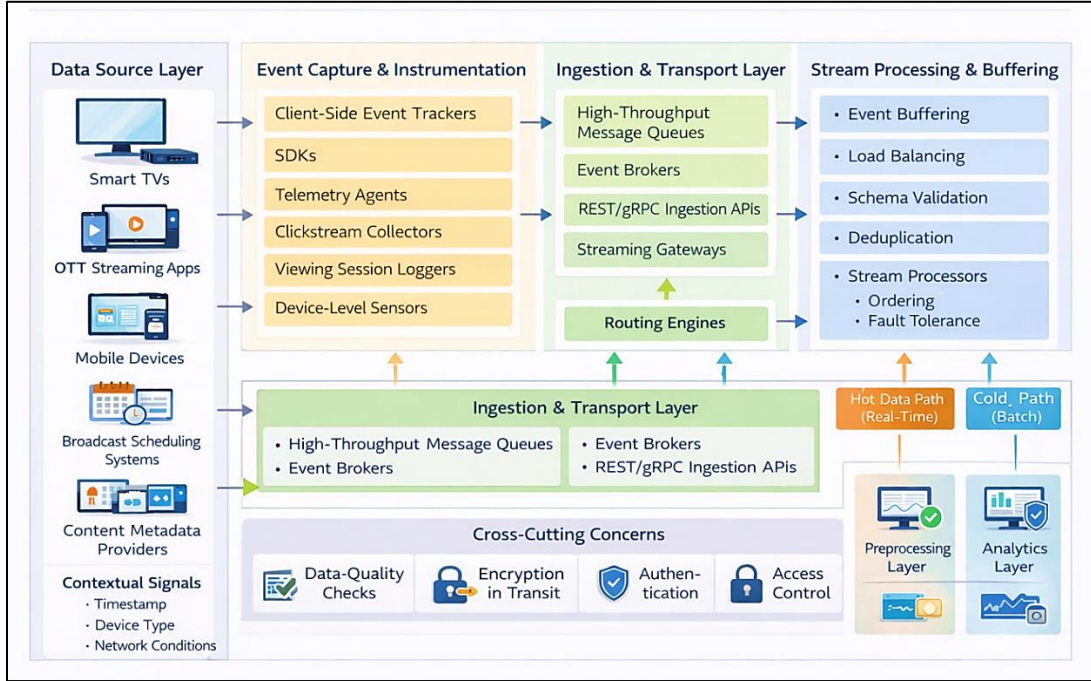 Data Source Layer
Smart TVs
OTT Streaming Apps
Mobile Devices
Broadcast Scheduling
Systems
Content Metadata
Providers
Contextual Signals
· Timestamp
· Device Type
· Network Conditions
Event Capture & Instrumentation
Client-Side Event Trackers
SDKs
Telemetry Agents
Clickstream Collectors
Viewing Session Loggers
Device-Level Sensors
Ingestion & Transport Layer
High-Throughput
Message Queues
Event Brokers
REST/gRPC Ingestion APIs
Streaming Gateways
Routing Engines
Stream Processing & Buffering
• Event Buffering
• Load Balancing
• Schema Validation
• Deduplication
• Stream Processors
• Ordering
• Fault Tolerance
Ingestion & Transport Layer
• High-Throughput Message Queues
• Event Brokers
• Event Brokers
• REST/gRPC Ingestion APIs
Hot Data Path
(Real-Time)
Cold. Path
(Batch)
Preprocessing
Layer
Analytics
Layer
Cross-Cutting Concerns
Data-Quality
Checks
Encryption
in Transit
Authen-
tication
Access
Control